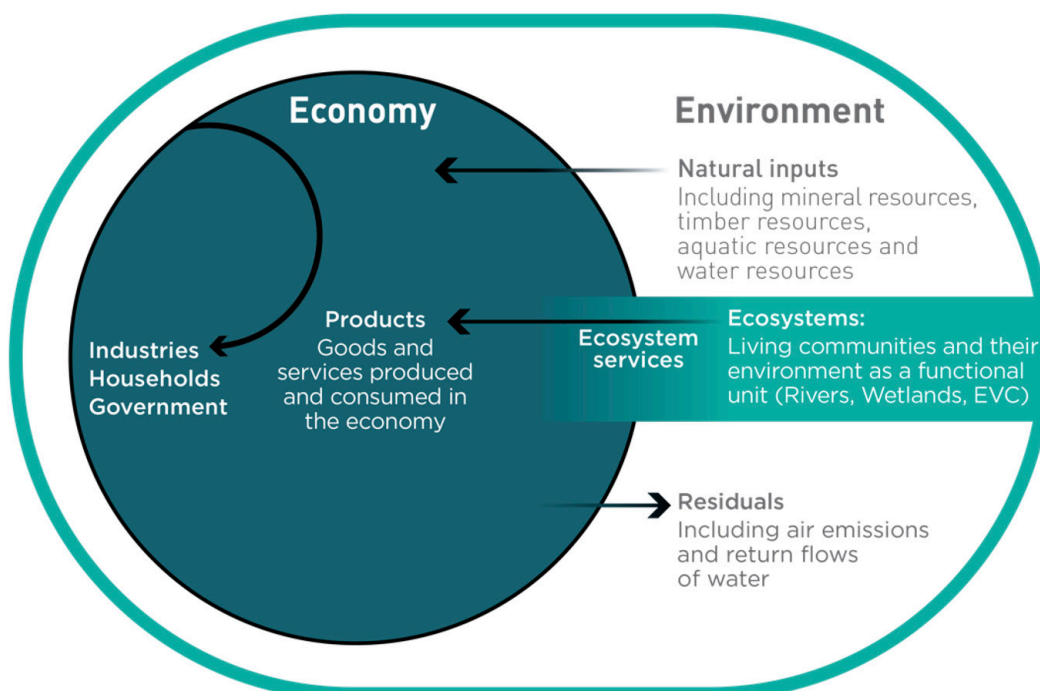 Economy
Environment
Natural inputs
Including mineral resources,
timber resources,
aquatic resources and
water resources
Industries
Households
Government
Products
Goods and
services produced
and consumed in
the economy
Ecosystem
services
Ecosystems:
Living communities and their
environment as a functional
unit (Rivers, Wetlands, EVC)
Residuals
Including air emissions
and return flows
of water